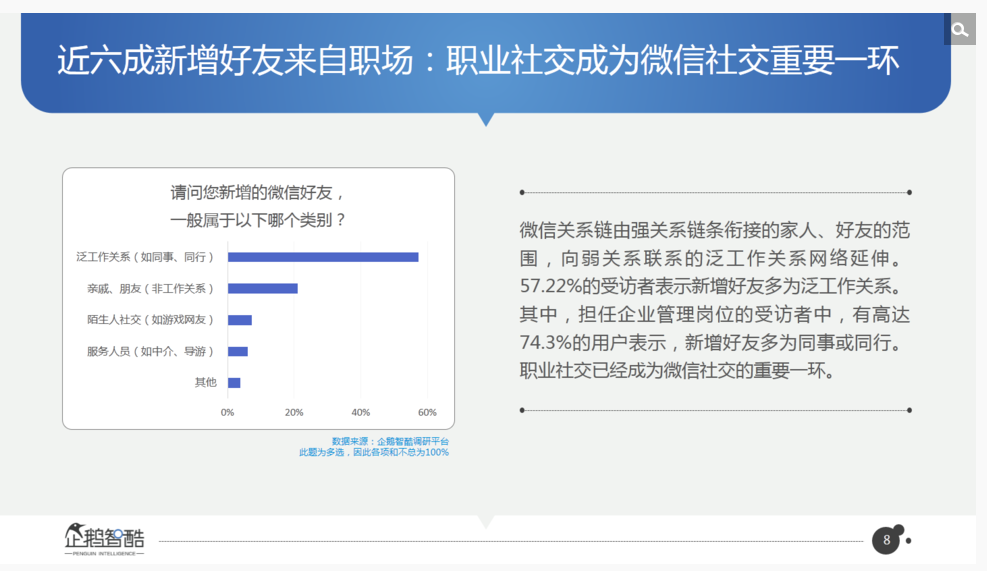 近六成新增好友来自职场：职业社交成为微信社交重要一环
请问您新增的微信好友，
一般属于以下哪个类别？
泛工作关系（如同事、同行）
亲戚、朋友（非工作关系）
陌生人社交（如游戏网友）
服务人员（如中介、导游）
其他
0% 20% 40% 60%
数据来源：企鹅智酷调研平台
此题为多选，因此各项和不总为100%
微信关系链由强关系链条衔接的家人、好友的范
围，向弱关系联系的泛工作关系网络延伸。
57.22%的受访者表示新增好友多为泛工作关系。
其中，担任企业管理岗位的受访者中，有高达
74.3%的用户表示，新增好友多为同事或同行。
职业社交已经成为微信社交的重要一环。
企鹅智酷
PENGUIN INTELLIGENCE
8